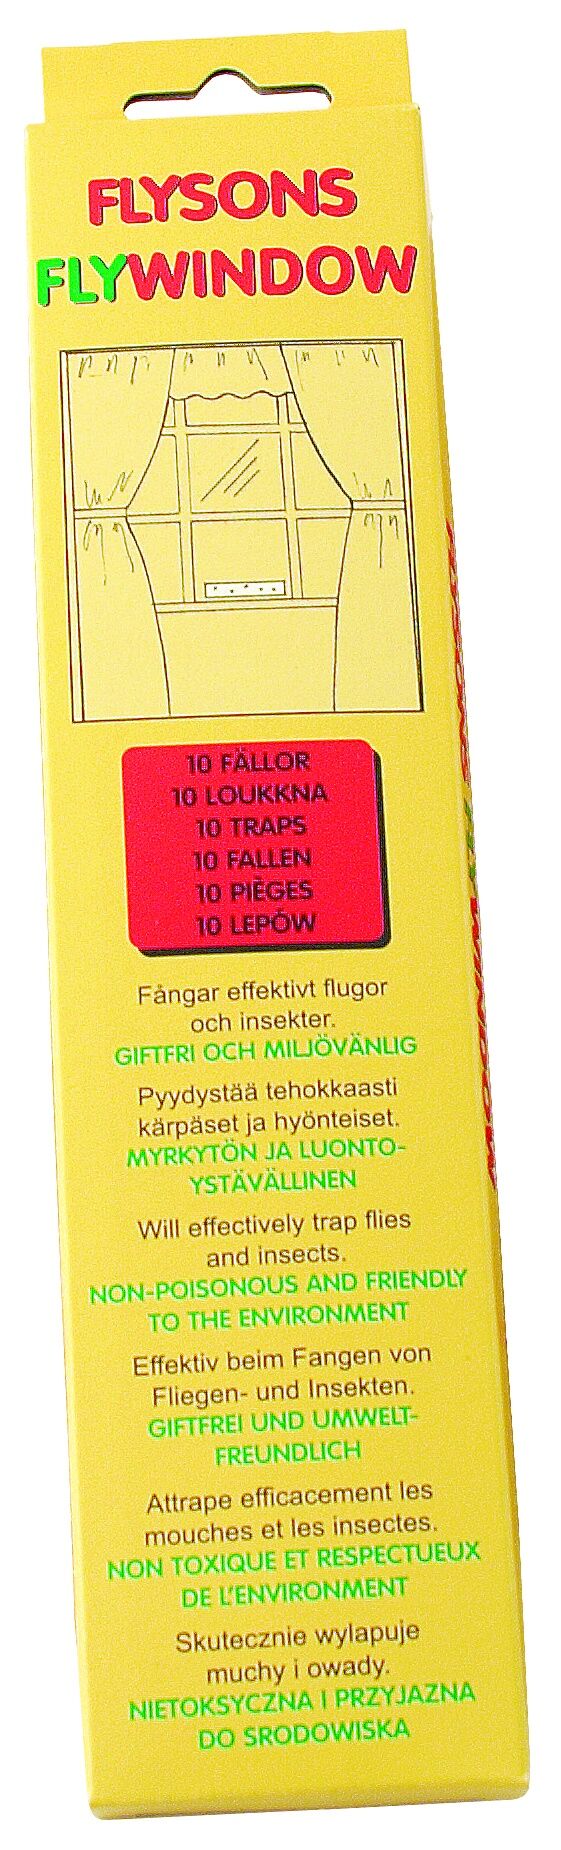 FLYSONS
FLYWINDOW
10 FÄLLOR
10 LOUKKNA
10 TRAPS
10 FALLEN
10 PIÈGES
10 LEPÓW
Fångar effektivt flugor
och insekter.
GIFTFRI OCH MILJÖVÄNLIG
Pyydystää tehokkaasti
kärpäset ja hyönteiset.
MYRKYTÖN JA LUONTO-
YSTÄVÄLLINEN
Will effectively trap flies
and insects.
NON-POISONOUS AND FRIENDLY
TO THE ENVIRONMENT
Effektiv beim Fangen von
Fliegen- und Insekten.
GIFTFREI UND UMWELT-
FREUNDLICH
Attrape efficacement les
mouches et les insectes.
NON TOXIQUE ET RESPECTUEUX
DE L'ENVIRONMENT
Skutecznie wylapuje
muchy i owady.
NIETOKSYCZNA I PRZYJAZNA
DO SRODOWISKA